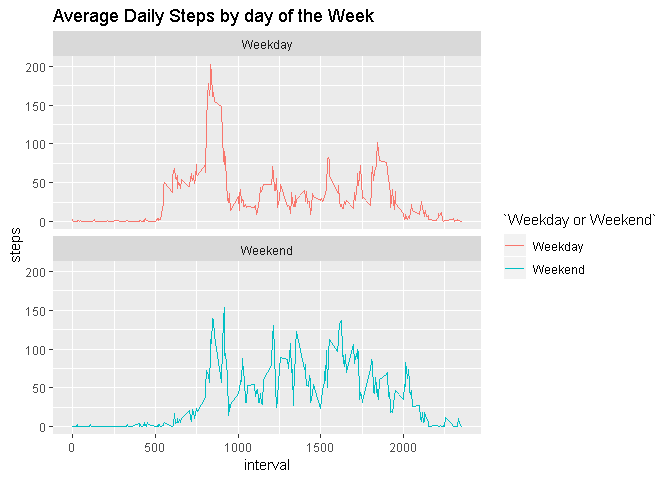 Average Daily Steps by day of the Week
Weekday
200
150
100
50
0
Weekend
200
150
100
50
0
steps
0 500 1000 1500 2000
interval
`Weekday or Weekend`
Weekday
Weekend